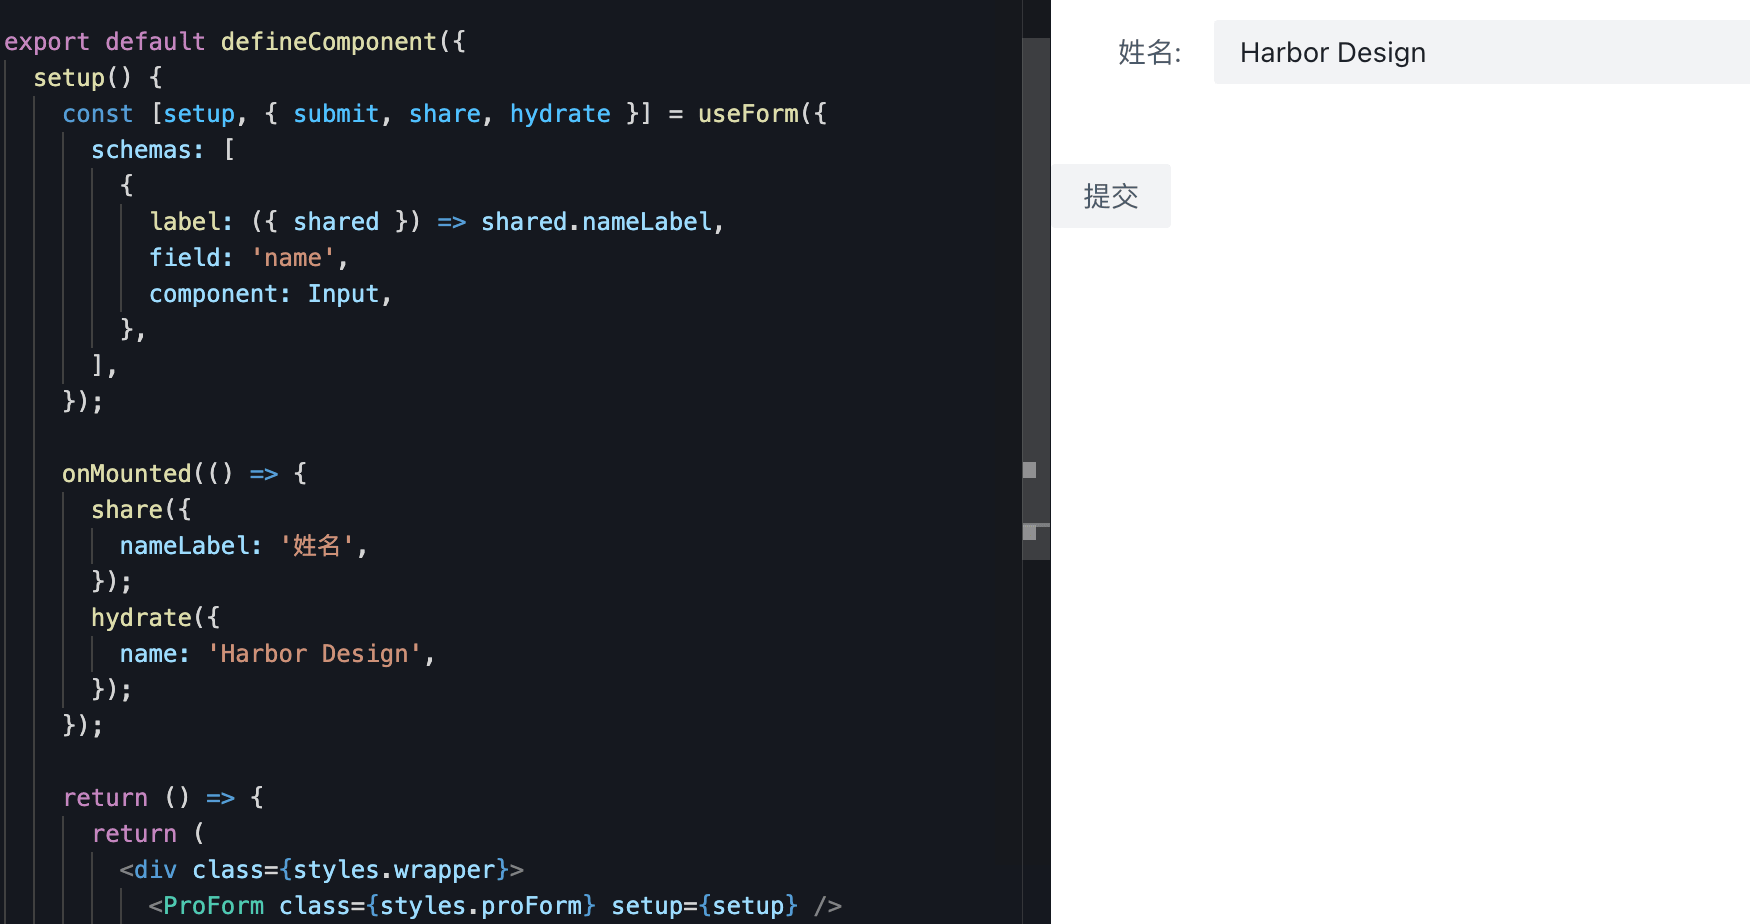 export default defineComponent({
setup() {
const [setup, { submit, share, hydrate }] = useForm({
schemas: [
{
label: ({ shared }) => shared.nameLabel,
field: 'name',
component: Input,
},
],
});
onMounted(() => {
share({
nameLabel: '姓名',
});
hydrate({
name: 'Harbor Design',
});
});
return () => {
return (
<div class={styles.wrapper}>
<ProForm class={styles.proForm} setup={setup} />
姓名: Harbor Design
提交